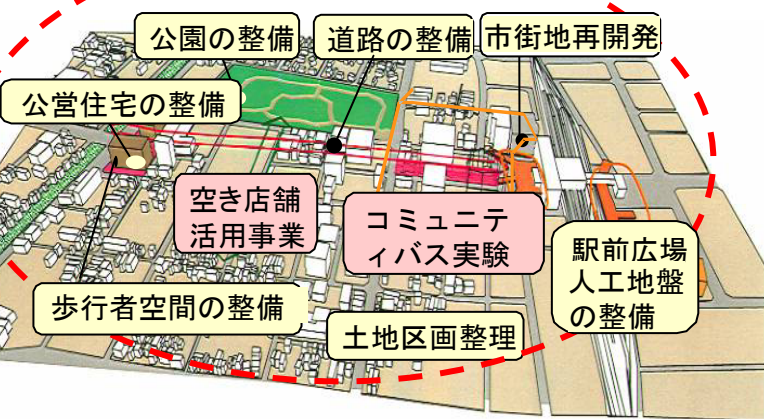 公園の整備
道路の整備
市街地再開発
公営住宅の整備
空き店舗
活用事業
コミュニテ
ィバス実験
駅前広場
人工地盤
の整備
歩行者空間の整備
土地区画整理